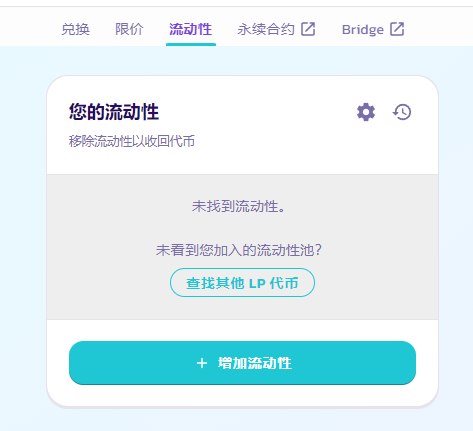 兑换 限价 流动性 永续合约 Bridge
您的流动性
移除流动性以收回代币
未找到流动性。
未看到您加入的流动性池？
查找其他 LP 代币
+ 增加流动性